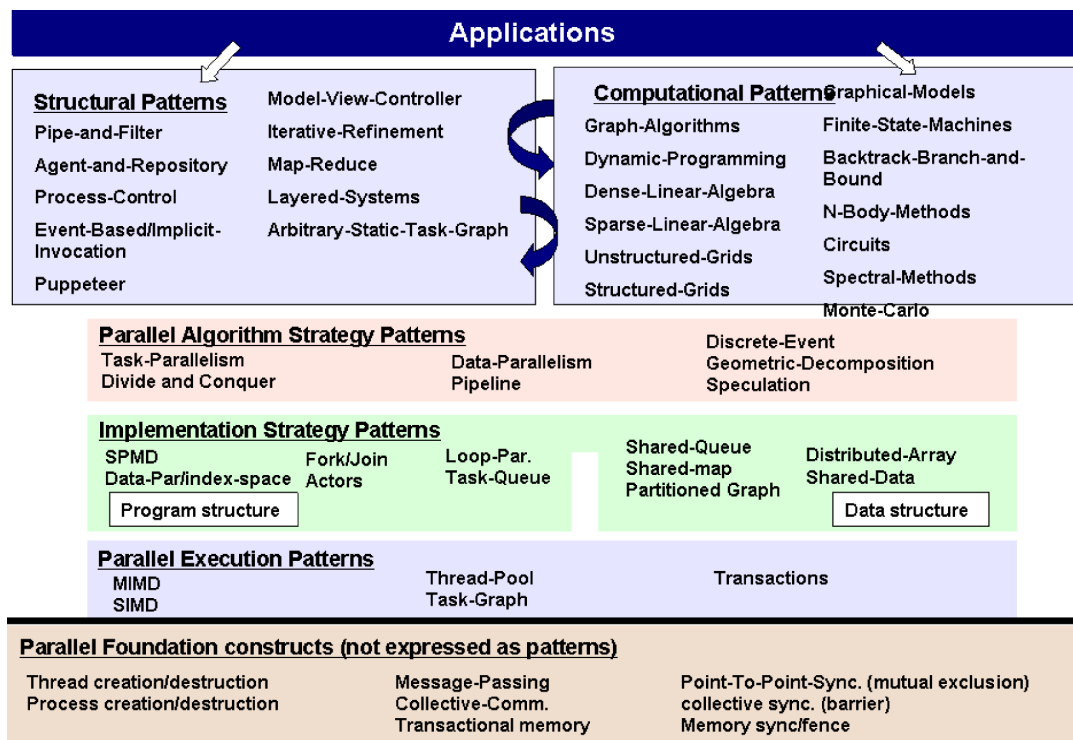 Applications
Structural Patterns
Pipe-and-Filter
Agent-and-Repository
Process-Control
Event-Based/Implicit-
Invocation
Puppeteer
Model-View-Controller
Iterative-Refinement
Map-Reduce
Layered-Systems
Arbitrary-Static-Task-Graph
Computational Patterns
Graph-Algorithms
Dynamic-Programming
Dense-Linear-Algebra
Sparse-Linear-Algebra
Unstructured-Grids
Structured-Grids
Graphical-Models
Finite-State-Machines
Backtrack-Branch-and-
Bound
N-Body-Methods
Circuits
Spectral-Methods
Monte-Carlo
Parallel Algorithm Strategy Patterns
Task-Parallelism
Divide and Conquer
Data-Parallelism
Pipeline
Discrete-Event
Geometric-Decomposition
Speculation
Implementation Strategy Patterns
SPMD
Data-Par/index-space
Fork/Join
Actors
Loop-Par.
Task-Queue
Program structure
Shared-Queue
Shared-map
Partitioned Graph
Distributed-Array
Shared-Data
Data structure
Parallel Execution Patterns
MIMD
SIMD
Thread-Pool
Task-Graph
Transactions
Parallel Foundation constructs (not expressed as patterns)
Thread creation/destruction
Process creation/destruction
Message-Passing
Collective-Comm.
Transactional memory
Point-To-Point-Sync. (mutual exclusion)
collective sync. (barrier)
Memory sync/fence